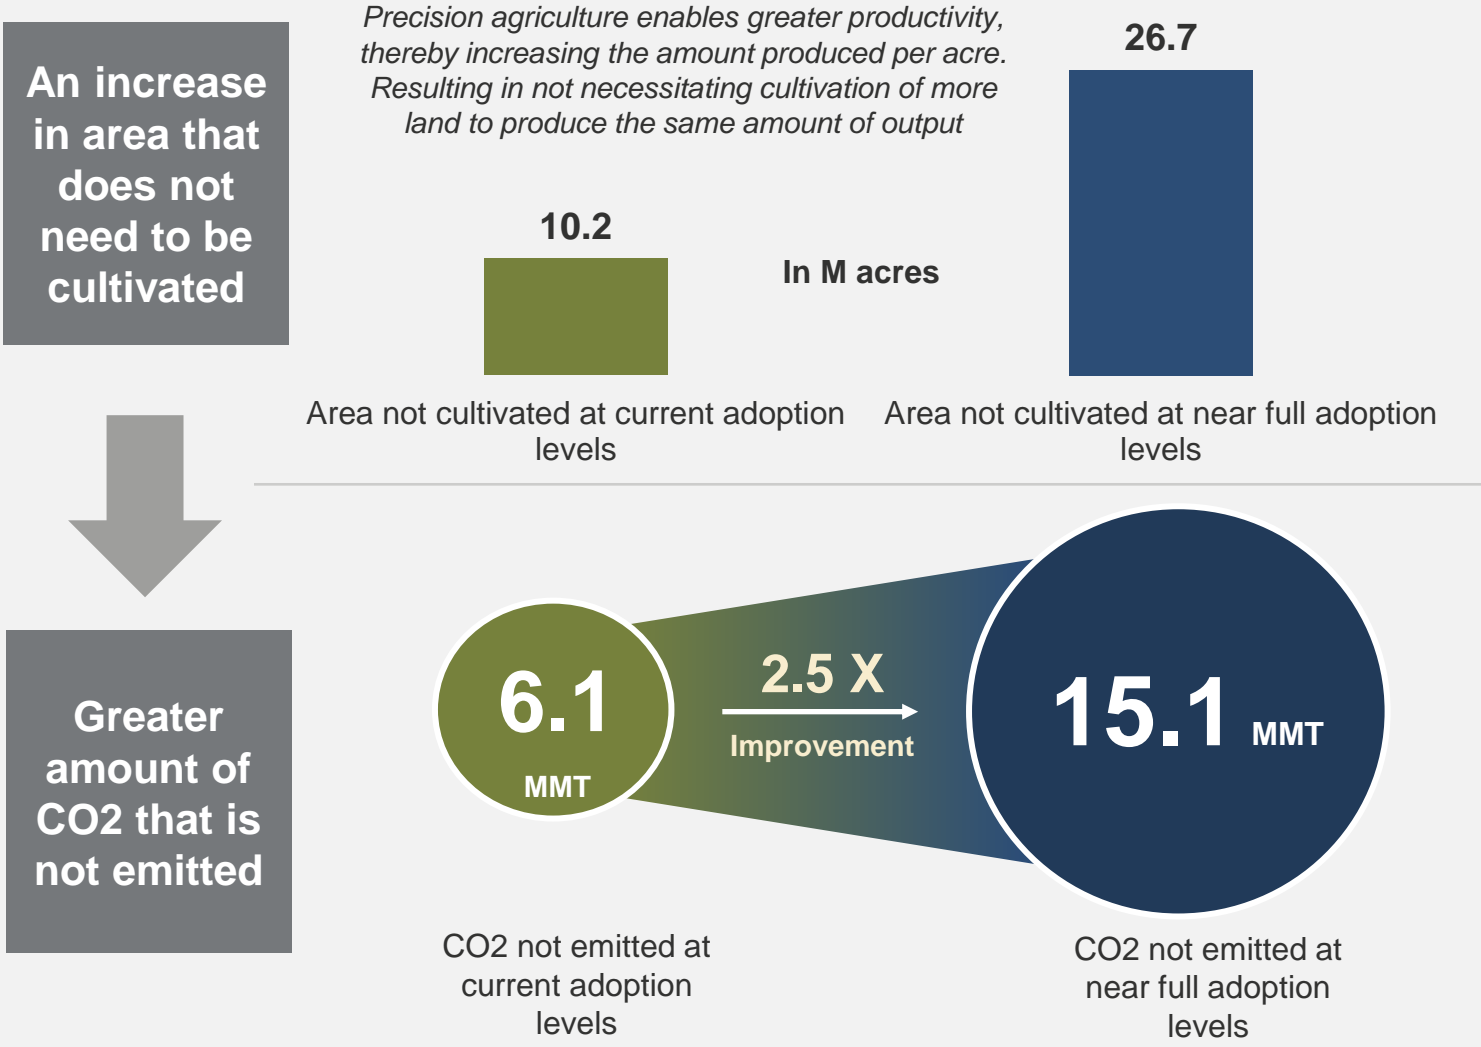 Precision agriculture enables greater productivity,
thereby increasing the amount produced per acre.
Resulting in not necessitating cultivation of more
land to produce the same amount of output
An increase
in area that
does not
need to be
cultivated
10.2
In M acres
26.7
Area not cultivated at current adoption
levels
Area not cultivated at near full adoption
levels
Greater
amount of
CO2 that is
not emitted
6.1
MMT
2.5 X
Improvement
15.1 MMT
CO2 not emitted at
current adoption
levels
CO2 not emitted at
near full adoption
levels